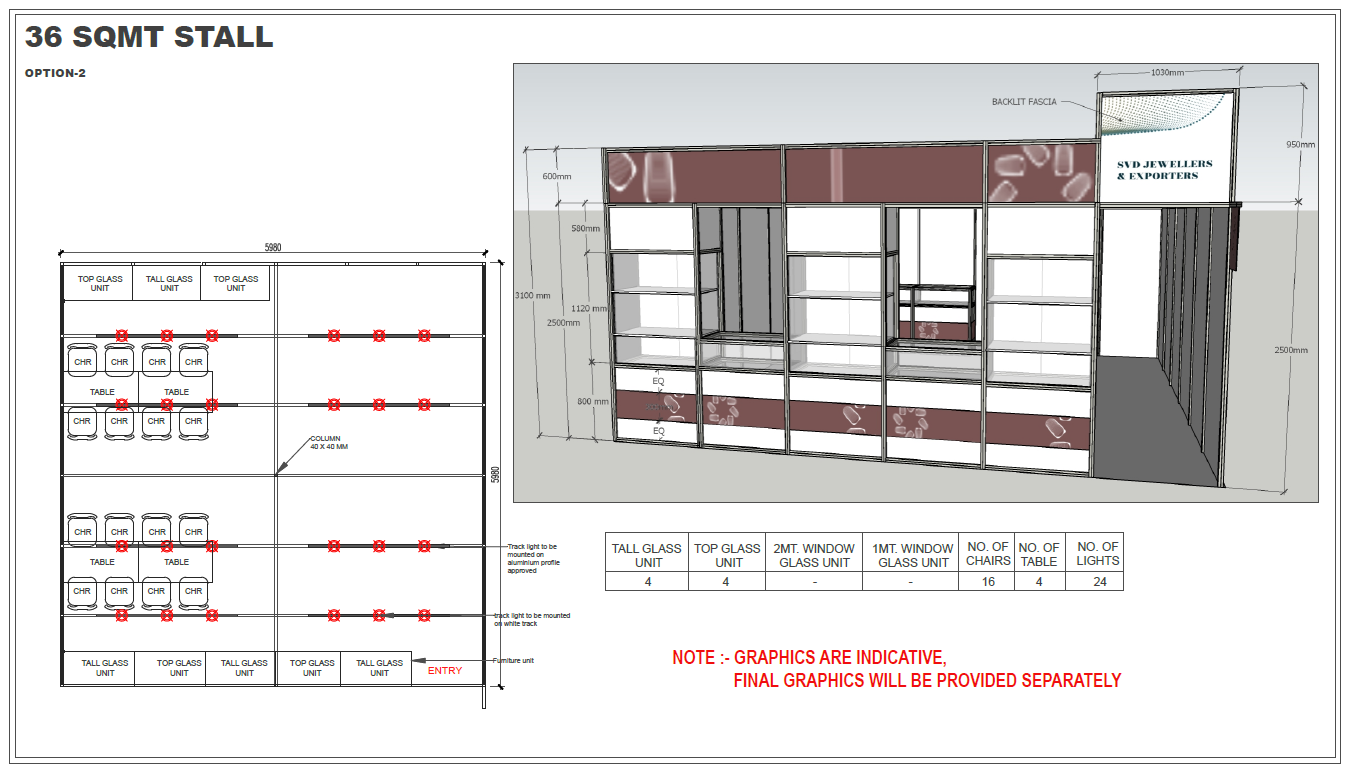 36 SQMT STALL
OPTION-2
5980
TOP GLASS
UNIT
TALL GLASS
UNIT
TOP GLASS
UNIT
CHR
CHR
CHR
CHR
TABLE
TABLE
CHR
CHR
CHR
CHR
COLUMN
40 X 40 MM
5980
CHR
CHR
CHR
CHR
TABLE
TABLE
CHR
CHR
CHR
CHR
Track light to be
mounted on
aluminium profile
approved
track light to be mounted
on white track
Furniture unit
TALL GLASS
UNIT
TOP GLASS
UNIT
TALL GLASS
UNIT
TOP GLASS
UNIT
TALL GLASS
UNIT
ENTRY
1030mm
BACKLIT FASCIA
950mm
SVD JEWELLERS
& EXPORTERS
600mm
580mm
3100 mm
1120 mm
2500mm
2500mm
800 mm
EQ
EQ
TALL GLASS
UNIT
TOP GLASS
UNIT
2MT. WINDOW
GLASS UNIT
1MT. WINDOW
GLASS UNIT
NO. OF
CHAIRS
NO. OF
TABLE
NO. OF
LIGHTS
4
4
-
-
16
4
24
NOTE :- GRAPHICS ARE INDICATIVE,
FINAL GRAPHICS WILL BE PROVIDED SEPARATELY